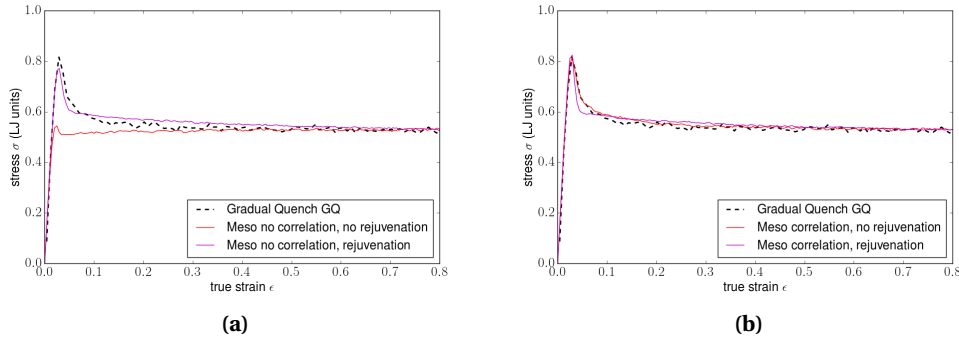 1.0
0.8
0.6
0.4
0.2
0.0
stress σ (LJ units)
Gradual Quench GQ
Meso no correlation, no rejuvenation
Meso no correlation, rejuvenation
0.0 0.1 0.2 0.3 0.4 0.5 0.6 0.7 0.8
true strain ϵ
(a)
1.0
0.8
0.6
0.4
0.2
0.0
stress σ (LJ units)
Gradual Quench GQ
Meso correlation, no rejuvenation
Meso correlation, rejuvenation
0.0 0.1 0.2 0.3 0.4 0.5 0.6 0.7 0.8
true strain ϵ
(b)